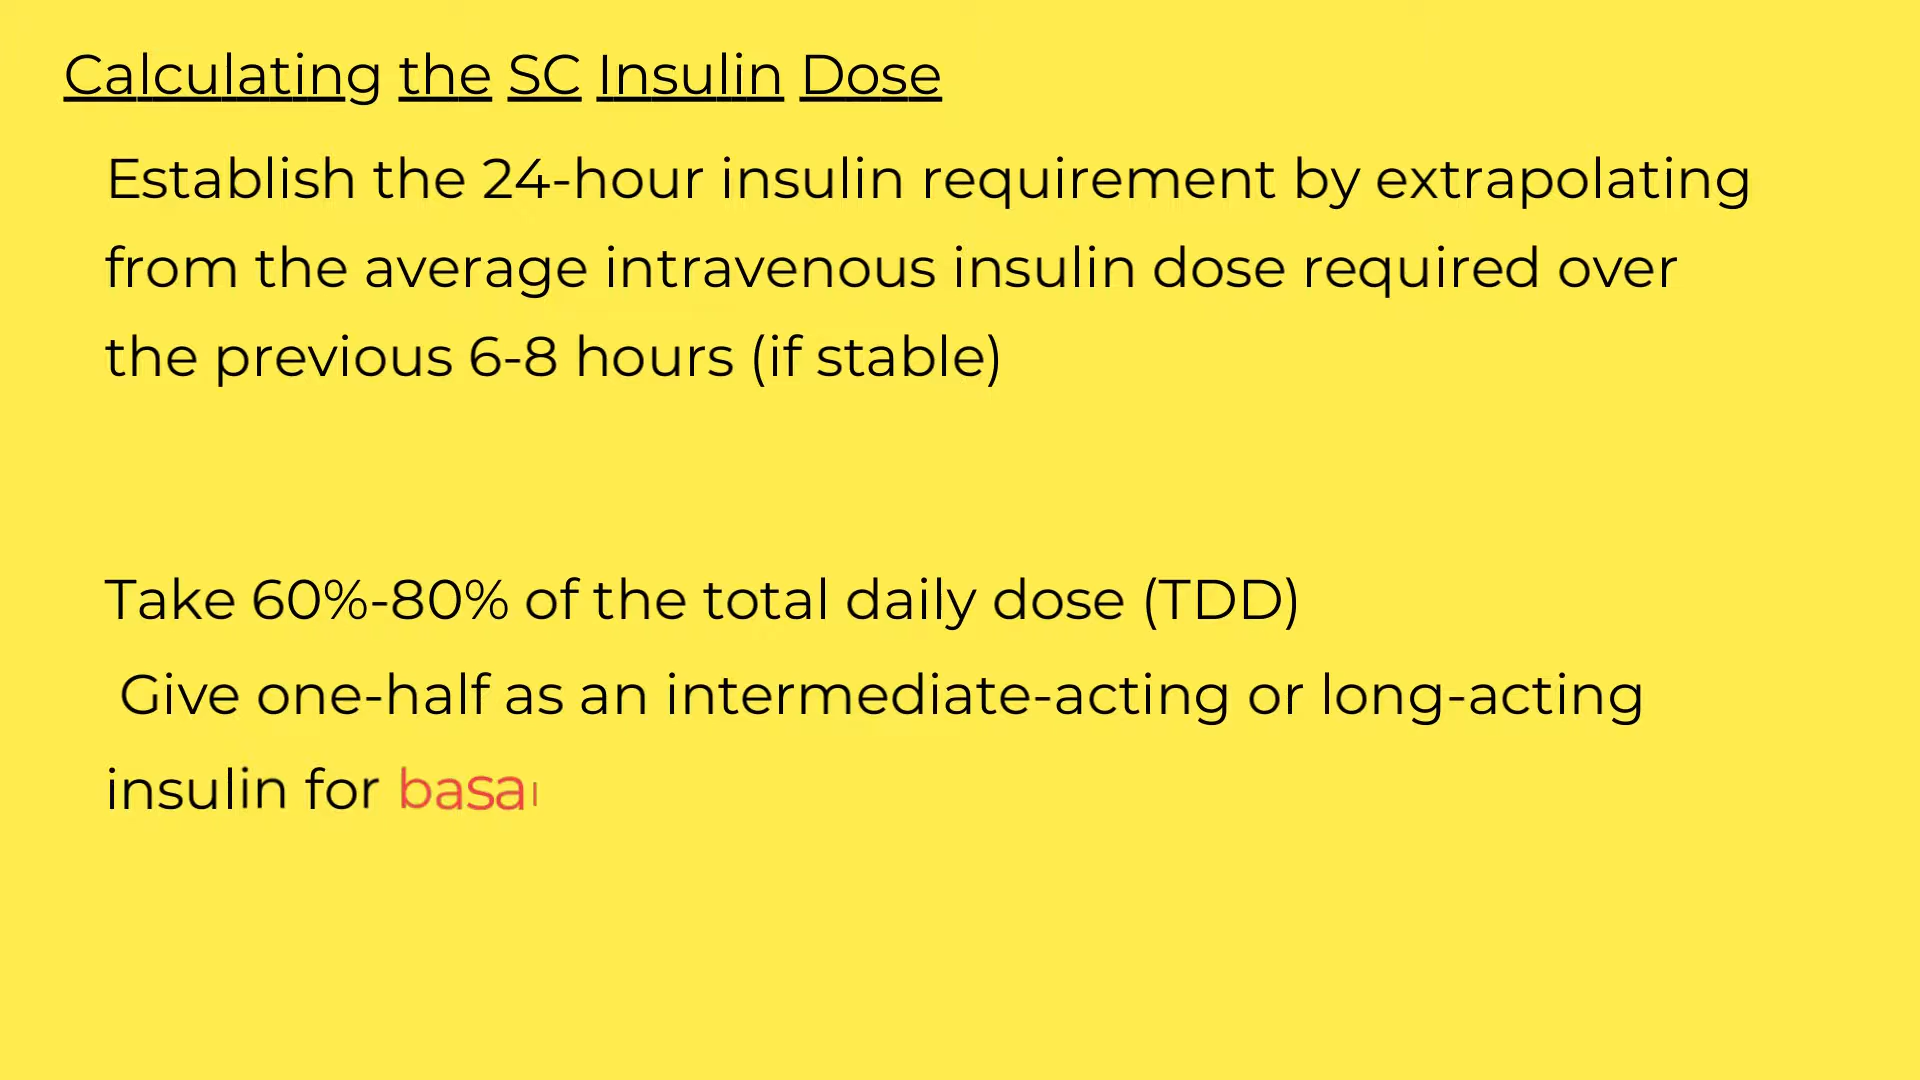 Calculating the SC Insulin Dose
Establish the 24-hour insulin requirement by extrapolating
from the average intravenous insulin dose required over
the previous 6-8 hours (if stable)
Take 60%-80% of the total daily dose (TDD)
Give one-half as an intermediate-acting or long-acting
insulin for basal